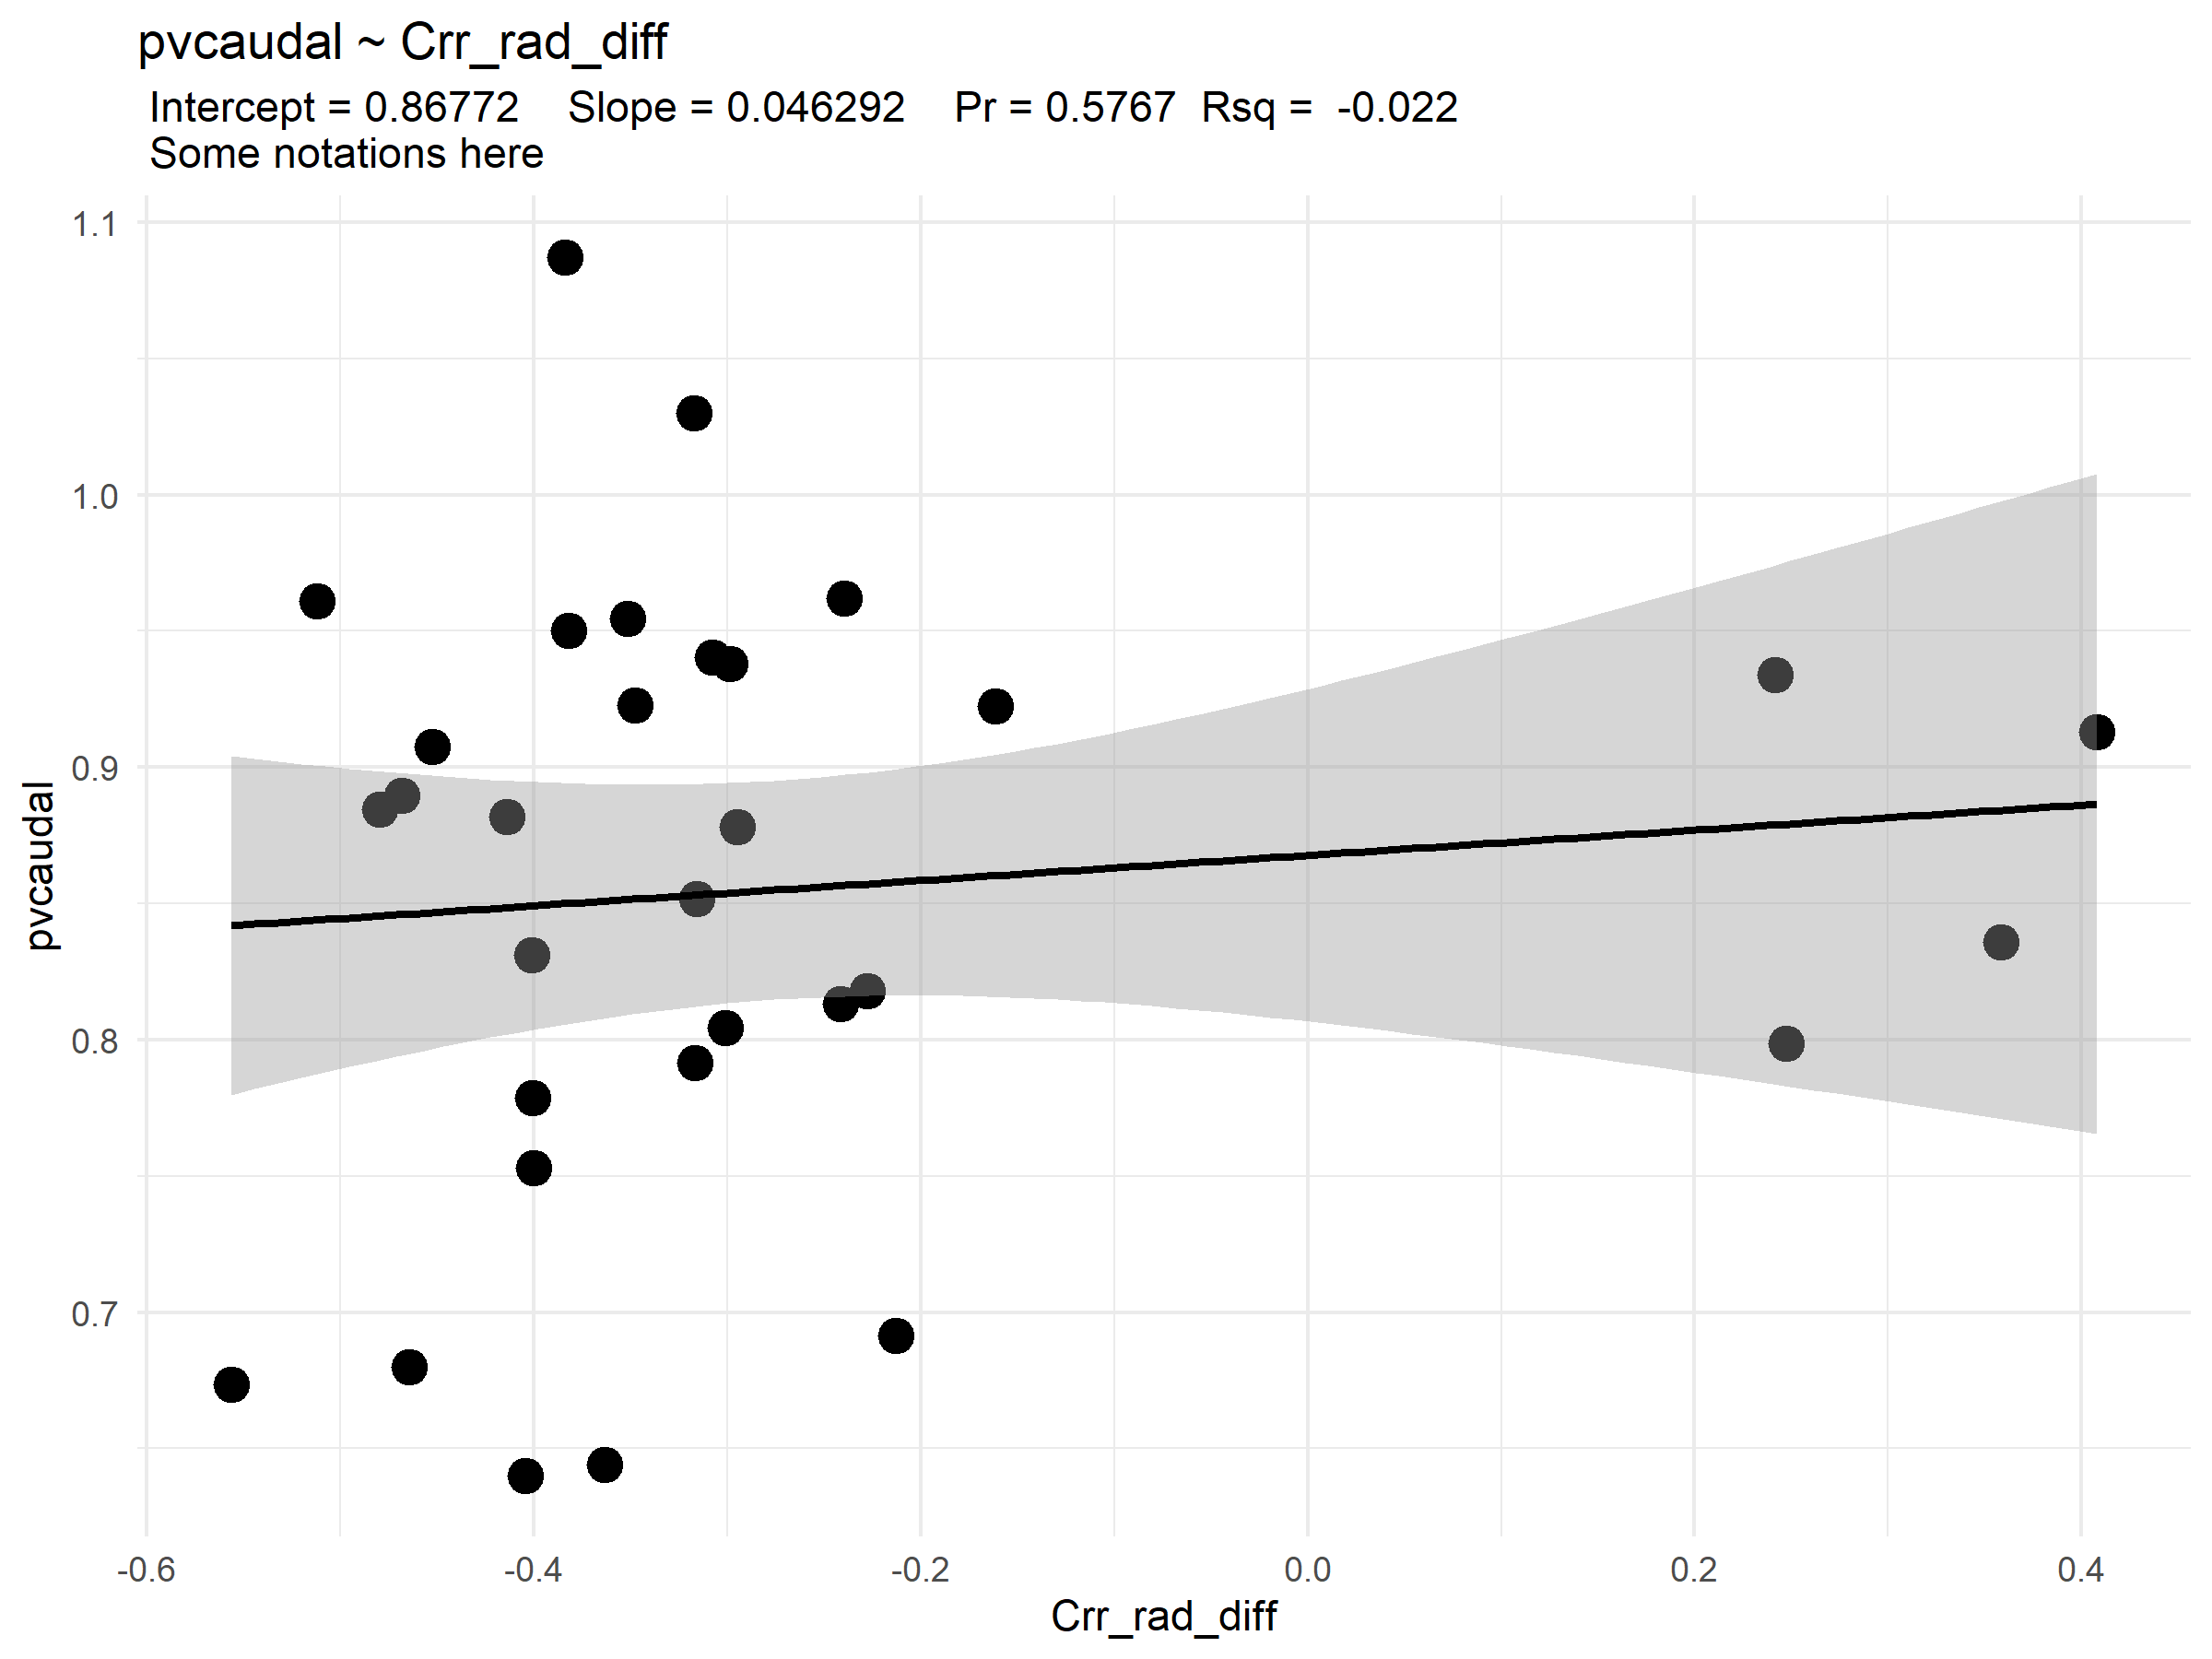 pvcaudal ~ Crr_rad_diff
Intercept = 0.86772 Slope = 0.046292 Pr = 0.5767 Rsq = -0.022
Some notations here
1.1
1.0
0.9
0.8
0.7
pvcaudal
-0.6 -0.4 -0.2 0.0 0.2 0.4
Crr_rad_diff